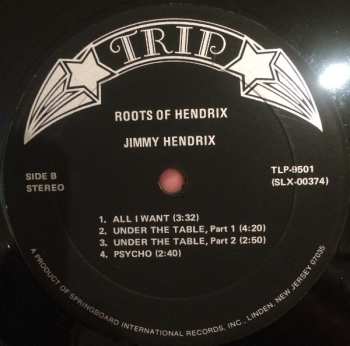 TRIP
ROOTS OF HENDRIX
JIMMY HENDRIX
SIDE B
STEREO
TLP-9501
(SLX-00374)
1. ALL I WANT (3:32)
2. UNDER THE TABLE, Part 1 (4:20)
3. UNDER THE TABLE, Part 2 (2:50)
4. PSYCHO (2:40)
A PRODUCT OF SPRINGBOARD INTERNATIONAL RECORDS, INC., LINDEN, NEW JERSEY 07036